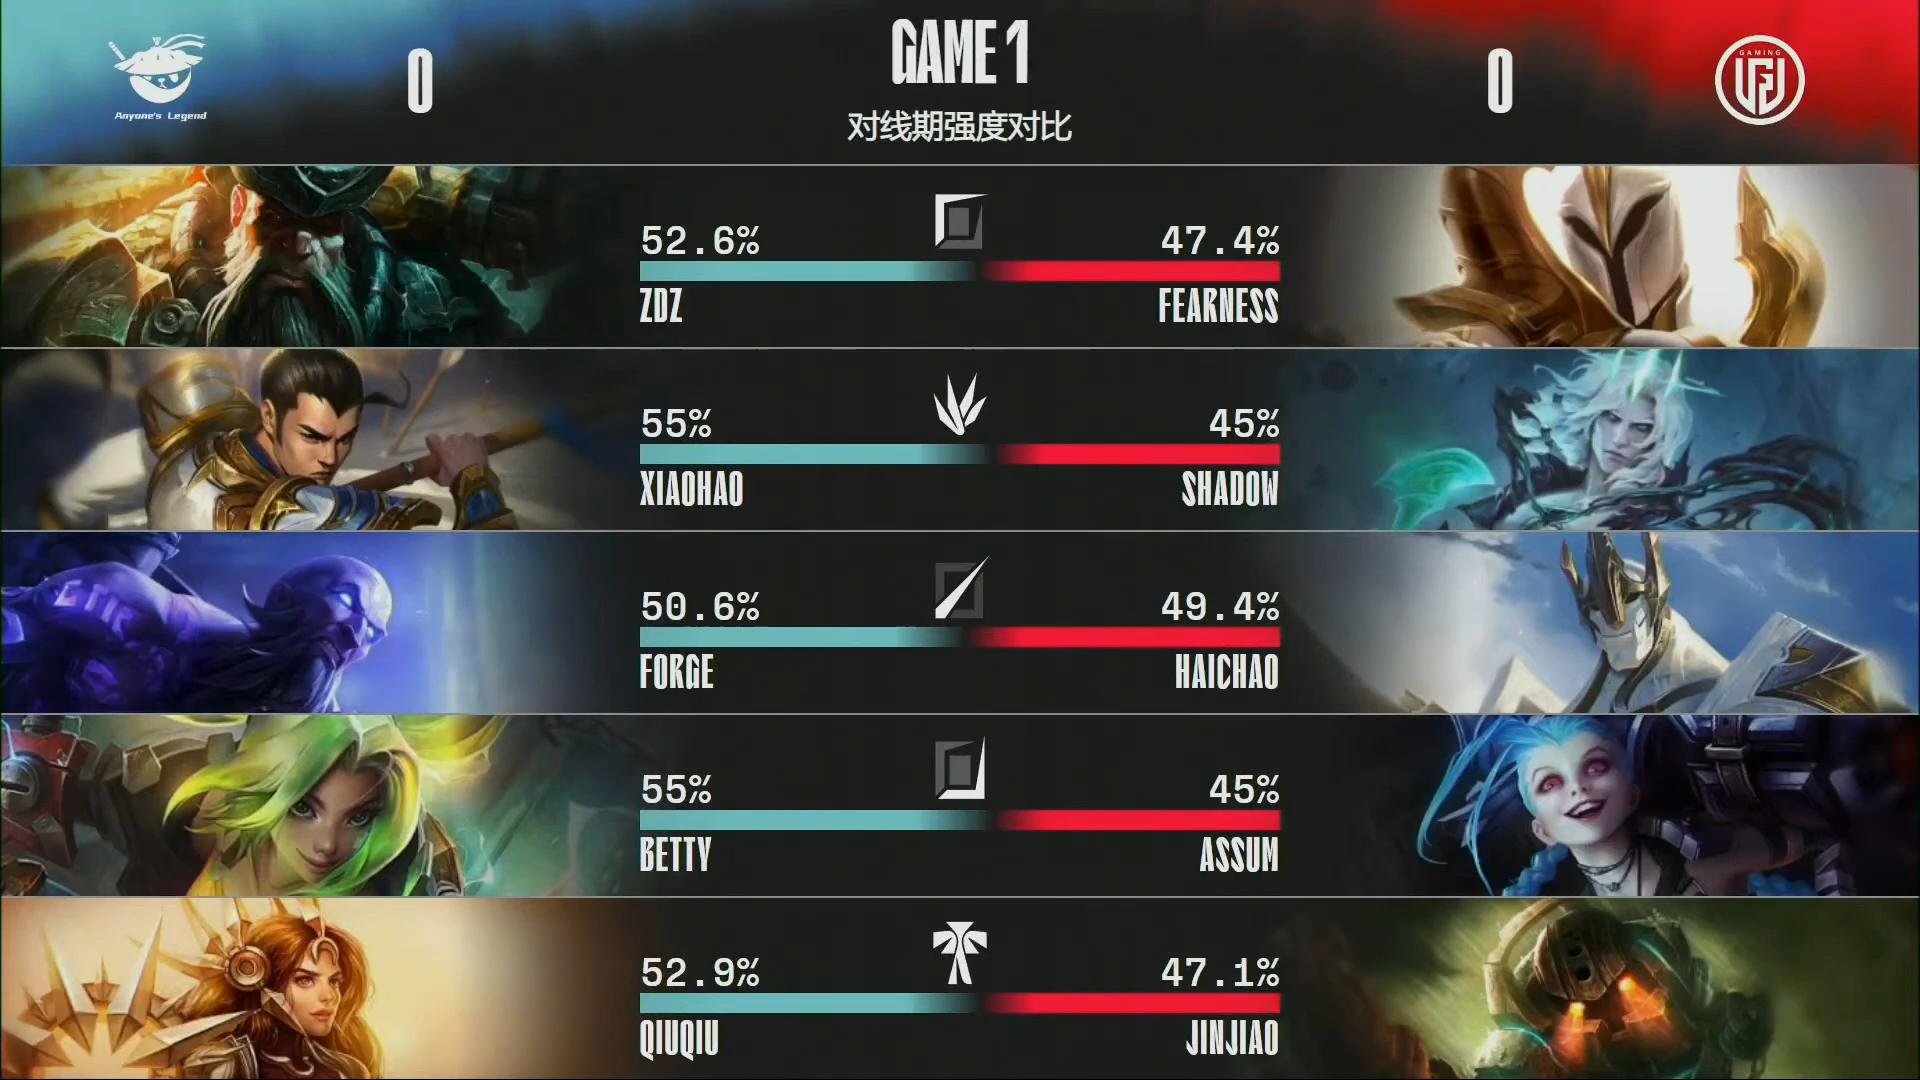 Anyone's Legend
0
GAME 1
0
GAMING
LGD
对线期强度对比
52.6%
47.4%
ZDZ
FEARNESS
55%
45%
XIAOHAO
SHADOW
50.6%
49.4%
FORGE
HAICHAO
55%
45%
BETTY
ASSUM
52.9%
47.1%
QIUQIU
JINJIAO